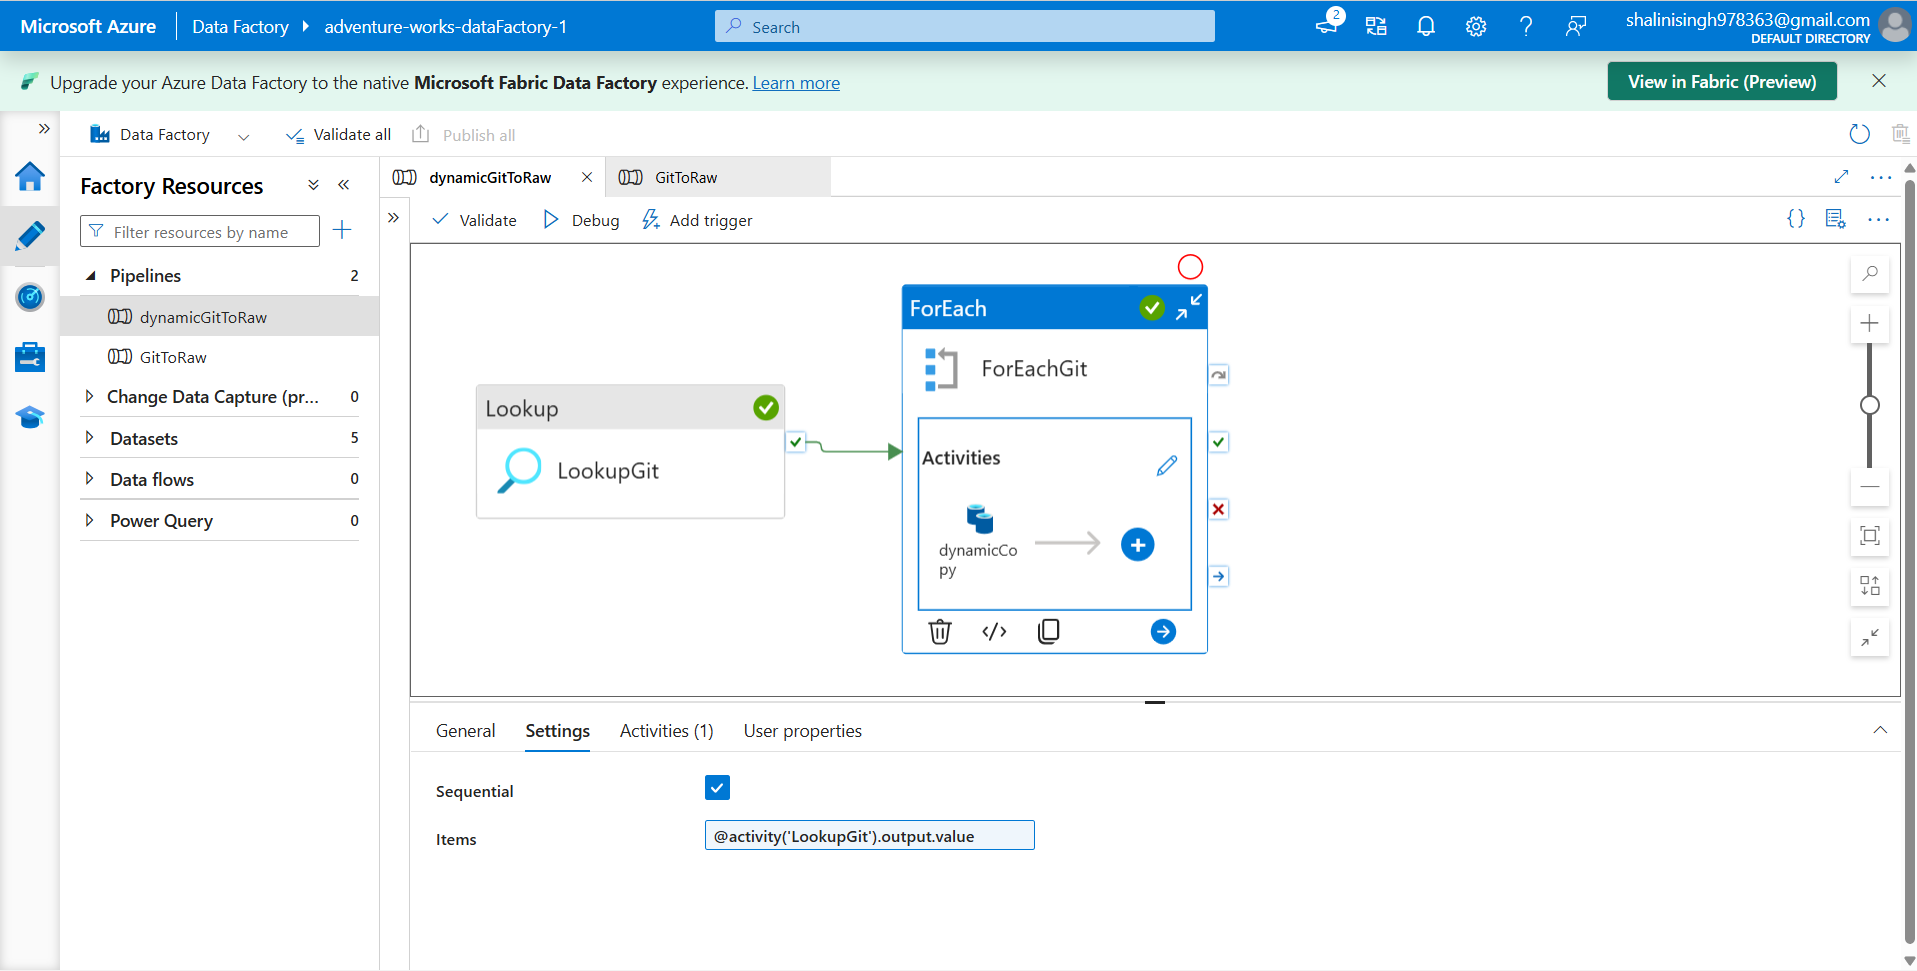 Microsoft Azure
Data Factory
adventure-works-dataFactory-1
Search
2
shalinisingh978363@gmail.com
DEFAULT DIRECTORY
Upgrade your Azure Data Factory to the native Microsoft Fabric Data Factory experience. Learn more
View in Fabric (Preview)
Data Factory
Validate all
Publish all
Factory Resources
Filter resources by name
Pipelines 2
dynamicGitToRaw
GitToRaw
Change Data Capture (pr... 0
Datasets 5
Data flows 0
Power Query 0
dynamicGitToRaw
GitToRaw
Validate
Debug
Add trigger
Lookup
LookupGit
ForEach
ForEachGit
Activities
dynamicCo
py
General
Settings
Activities (1)
User properties
Sequential
Items
@activity('LookupGit').output.value